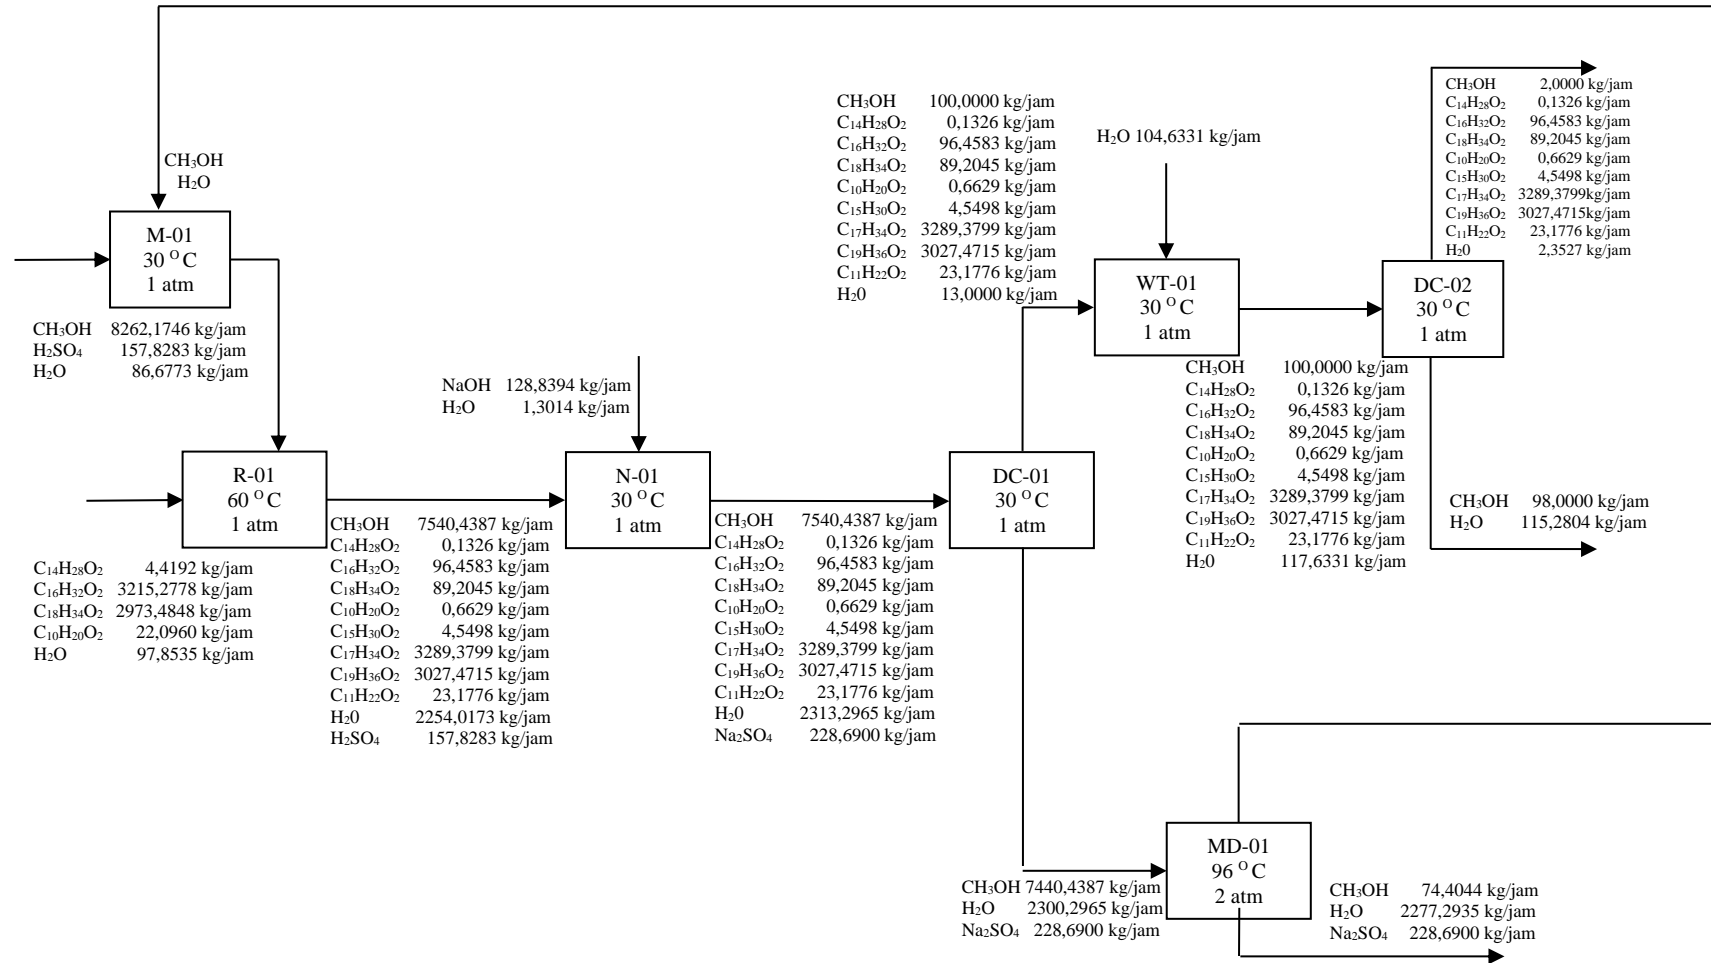 CH₃OH
H₂O
M-01
30 ᴼ C
1 atm
CH₃OH 8262,1746 kg/jam
H₂SO₄ 157,8283 kg/jam
H₂O 86,6773 kg/jam
R-01
60 ᴼ C
1 atm
C₁₄H₂₈O₂ 4,4192 kg/jam
C₁₆H₃₂O₂ 3215,2778 kg/jam
C₁₈H₃₄O₂ 2973,4848 kg/jam
C₁₀H₂₀O₂ 22,0960 kg/jam
H₂O 97,8535 kg/jam
CH₃OH 7540,4387 kg/jam
C₁₄H₂₈O₂ 0,1326 kg/jam
C₁₆H₃₂O₂ 96,4583 kg/jam
C₁₈H₃₄O₂ 89,2045 kg/jam
C₁₀H₂₀O₂ 0,6629 kg/jam
C₁₅H₃₀O₂ 4,5498 kg/jam
C₁₇H₃₄O₂ 3289,3799 kg/jam
C₁₉H₃₆O₂ 3027,4715 kg/jam
C₁₁H₂₂O₂ 23,1776 kg/jam
H₂0 2254,0173 kg/jam
H₂SO₄ 157,8283 kg/jam
NaOH 128,8394 kg/jam
H₂O 1,3014 kg/jam
N-01
30 ᴼ C
1 atm
CH₃OH 7540,4387 kg/jam
C₁₄H₂₈O₂ 0,1326 kg/jam
C₁₆H₃₂O₂ 96,4583 kg/jam
C₁₈H₃₄O₂ 89,2045 kg/jam
C₁₀H₂₀O₂ 0,6629 kg/jam
C₁₅H₃₀O₂ 4,5498 kg/jam
C₁₇H₃₄O₂ 3289,3799 kg/jam
C₁₉H₃₆O₂ 3027,4715 kg/jam
C₁₁H₂₂O₂ 23,1776 kg/jam
H₂0 2313,2965 kg/jam
Na₂SO₄ 228,6900 kg/jam
DC-01
30 ᴼ C
1 atm
CH₃OH 100,0000 kg/jam
C₁₄H₂₈O₂ 0,1326 kg/jam
C₁₆H₃₂O₂ 96,4583 kg/jam
C₁₈H₃₄O₂ 89,2045 kg/jam
C₁₀H₂₀O₂ 0,6629 kg/jam
C₁₅H₃₀O₂ 4,5498 kg/jam
C₁₇H₃₄O₂ 3289,3799 kg/jam
C₁₉H₃₆O₂ 3027,4715 kg/jam
C₁₁H₂₂O₂ 23,1776 kg/jam
H₂0 13,0000 kg/jam
H₂O 104,6331 kg/jam
WT-01
30 ᴼ C
1 atm
CH₃OH 100,0000 kg/jam
C₁₄H₂₈O₂ 0,1326 kg/jam
C₁₆H₃₂O₂ 96,4583 kg/jam
C₁₈H₃₄O₂ 89,2045 kg/jam
C₁₀H₂₀O₂ 0,6629 kg/jam
C₁₅H₃₀O₂ 4,5498 kg/jam
C₁₇H₃₄O₂ 3289,3799 kg/jam
C₁₉H₃₆O₂ 3027,4715 kg/jam
C₁₁H₂₂O₂ 23,1776 kg/jam
H₂0 117,6331 kg/jam
CH₃OH 2,0000 kg/jam
C₁₄H₂₈O₂ 0,1326 kg/jam
C₁₆H₃₂O₂ 96,4583 kg/jam
C₁₈H₃₄O₂ 89,2045 kg/jam
C₁₀H₂₀O₂ 0,6629 kg/jam
C₁₅H₃₀O₂ 4,5498 kg/jam
C₁₇H₃₄O₂ 3289,3799kg/jam
C₁₉H₃₆O₂ 3027,4715kg/jam
C₁₁H₂₂O₂ 23,1776 kg/jam
H₂0 2,3527 kg/jam
DC-02
30 ᴼ C
1 atm
CH₃OH 98,0000 kg/jam
H₂O 115,2804 kg/jam
CH₃OH 7440,4387 kg/jam
H₂O 2300,2965 kg/jam
Na₂SO₄ 228,6900 kg/jam
MD-01
96 ᴼ C
2 atm
CH₃OH 74,4044 kg/jam
H₂O 2277,2935 kg/jam
Na₂SO₄ 228,6900 kg/jam